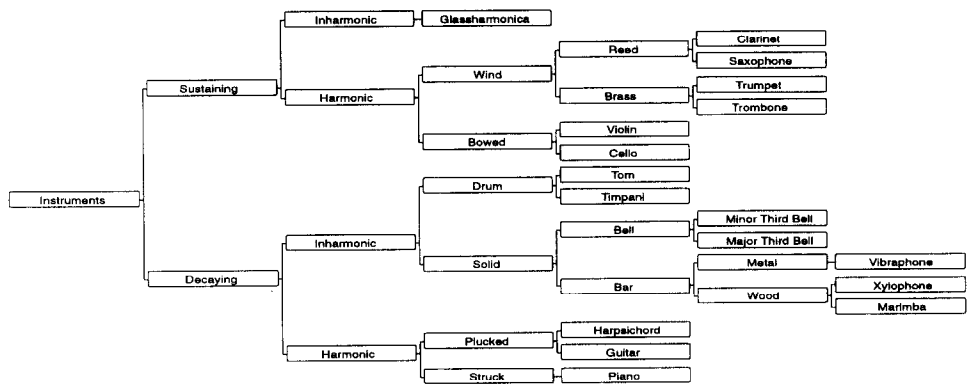 Inharmonic
Glassharmonica
Clarinet
Reed
Saxophone
Wind
Sustaining
Trumpet
Harmonic
Brass
Trombone
Violin
Bowed
Cello
Tom
Drum
Instruments
Timpani
Minor Third Bell
Bell
Inharmonic
Major Third Bell
Solid
Metal
Vibraphone
Decaying
Bar
Xylophone
Wood
Marimba
Harpsichord
Plucked
Harmonic
Guitar
Struck
Piano